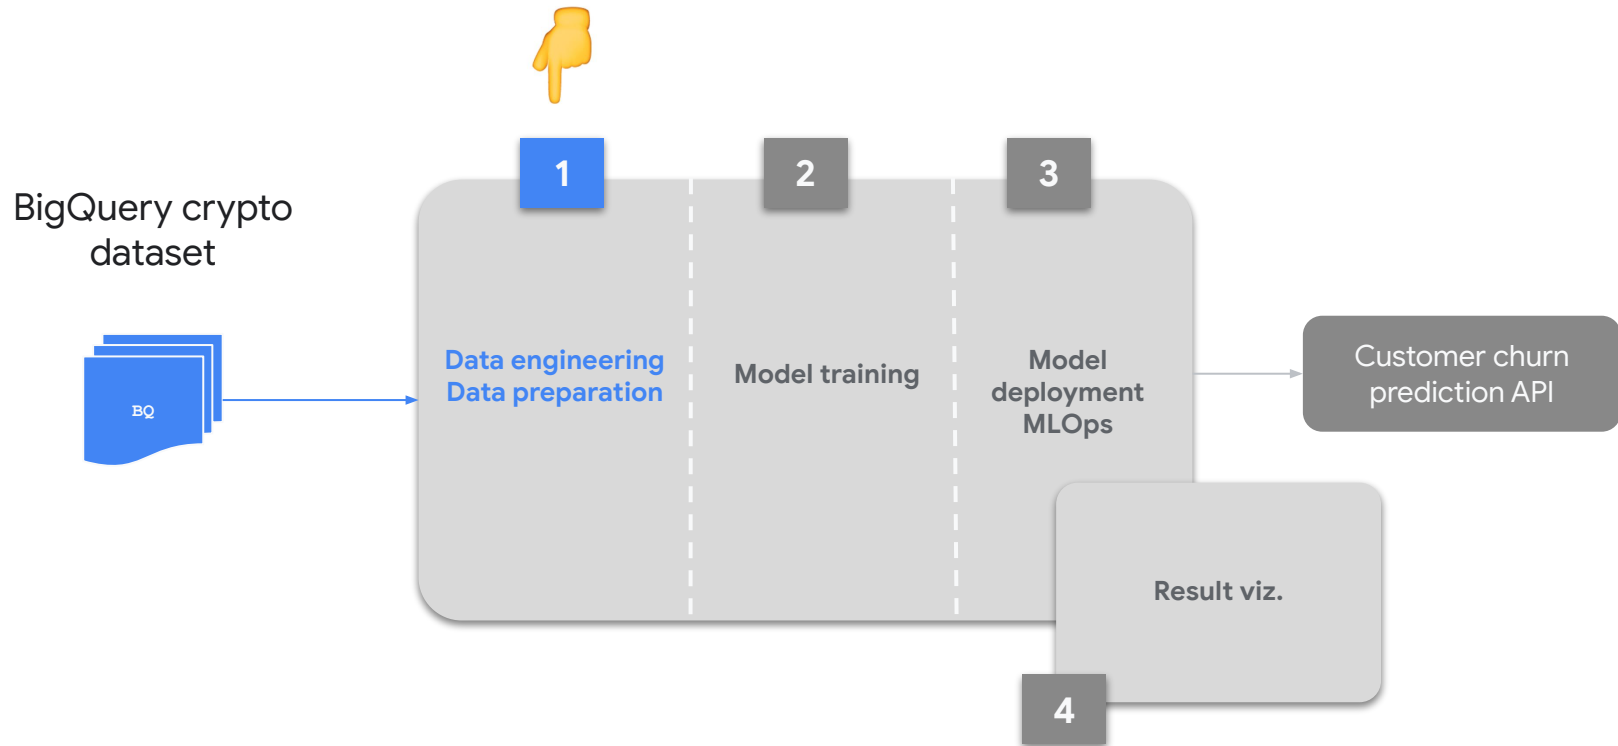 1
2
3
BigQuery crypto
dataset
BQ
Data engineering
Data preparation
Model training
Model
deployment
MLOps
Customer churn
prediction API
Result viz.
4